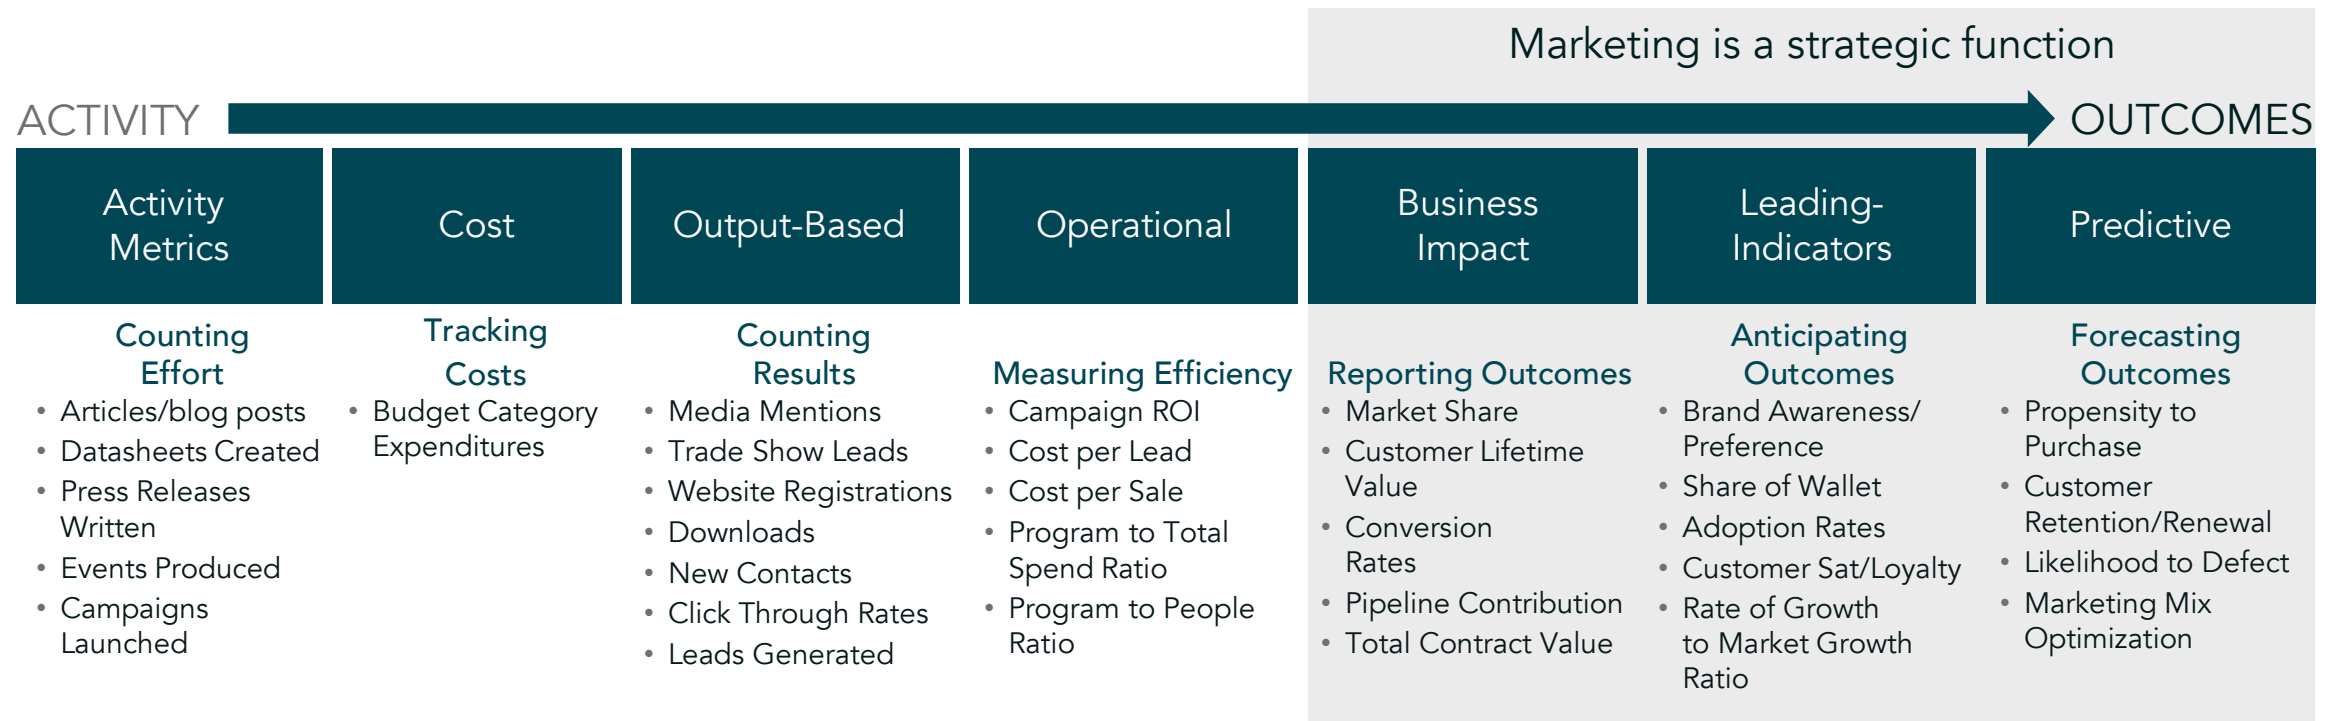 Marketing is a strategic function
ACTIVITY
OUTCOMES
Activity
Metrics
Cost
Output-Based
Operational
Business
Impact
Leading-
Indicators
Predictive
Counting
Effort
• Articles/blog posts
• Datasheets Created
• Press Releases
Written
• Events Produced
• Campaigns
Launched
Tracking
Costs
• Budget Category
Expenditures
Counting
Results
• Media Mentions
• Trade Show Leads
• Website Registrations
• Downloads
• New Contacts
• Click Through Rates
• Leads Generated
Measuring Efficiency
• Campaign ROI
• Cost per Lead
• Cost per Sale
• Program to Total
Spend Ratio
• Program to People
Ratio
Reporting Outcomes
• Market Share
• Customer Lifetime
Value
• Conversion
Rates
• Pipeline Contribution
• Total Contract Value
Anticipating
Outcomes
• Brand Awareness/
Preference
• Share of Wallet
• Adoption Rates
• Customer Sat/Loyalty
• Rate of Growth
to Market Growth
Ratio
Forecasting
Outcomes
• Propensity to
Purchase
• Customer
Retention/Renewal
• Likelihood to Defect
• Marketing Mix
Optimization